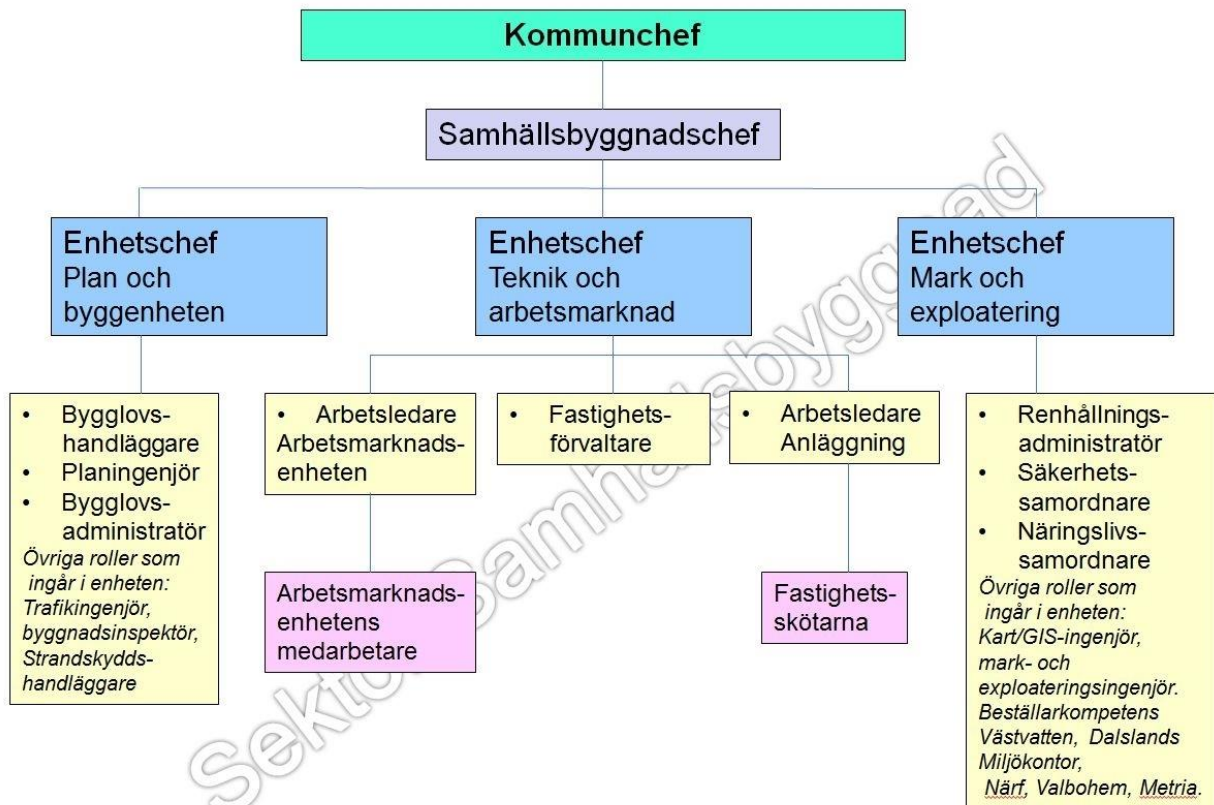 Kommunchef
Samhällsbyggnadschef
Enhetschef
Plan och
byggenheten
Enhetschef
Teknik och
arbetsmarknad
Enhetschef
Mark och
exploatering
• Bygglovs-
handläggare
• Planingenjör
• Bygglovs-
administratör
Övriga roller som
ingår i enheten:
Trafikingenjör,
byggnadsinspektör,
Strandskydds-
handläggare
• Arbetsledare
Arbetsmarknads-
enheten
• Fastighets-
förvaltare
• Arbetsledare
Anläggning
• Renhållnings-
administratör
• Säkerhets-
samordnare
• Näringslivs-
samordnare
Övriga roller som
ingår i enheten:
Kart/GIS-ingenjör,
mark- och
exploateringsingenjör.
Beställarkompetens
Västvatten, Dalslands
Miljökontor,
Närf, Valbohem, Metria.
Arbetsmarknads-
enhetens
medarbetare
Fastighets-
skötarna
Sektor Samhällsbyggnad